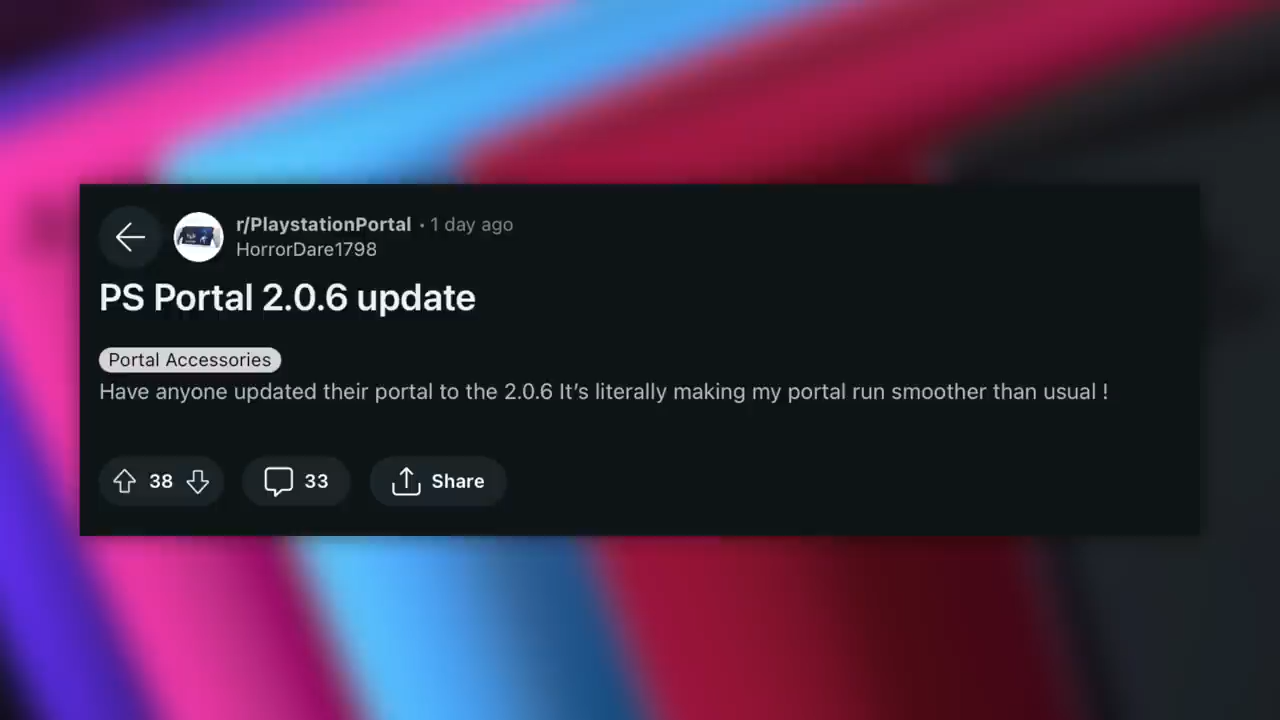 r/PlaystationPortal · 1 day ago
HorrorDare1798
PS Portal 2.0.6 update
Portal Accessories
Have anyone updated their portal to the 2.0.6 It’s literally making my portal run smoother than usual !
38 33 Share